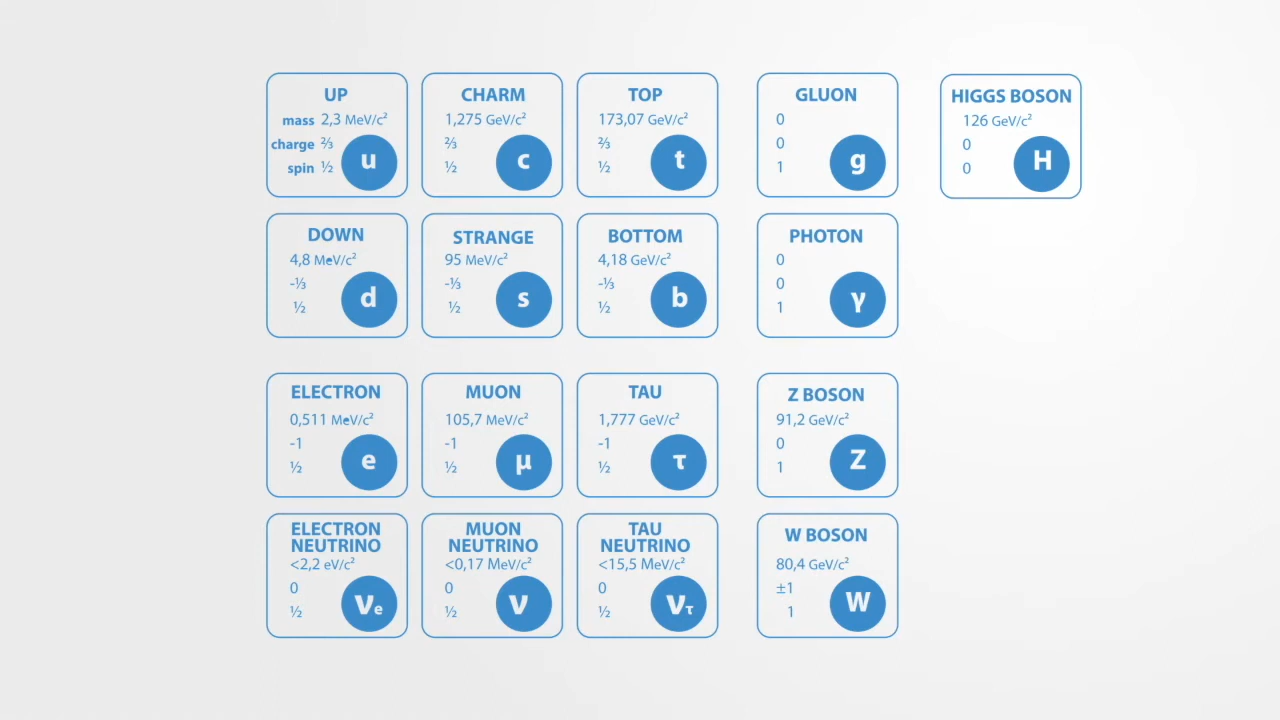 UP
mass 2,3 MeV/c²
charge ⅔
spin ½
u
CHARM
1,275 GeV/c²
⅔
½
c
TOP
173,07 GeV/c²
⅔
½
t
GLUON
0
0
1
g
HIGGS BOSON
126 GeV/c²
0
0
H
DOWN
4,8 MeV/c²
-⅓
½
d
STRANGE
95 MeV/c²
-⅓
½
s
BOTTOM
4,18 GeV/c²
-⅓
½
b
PHOTON
0
0
1
γ
ELECTRON
0,511 MeV/c²
-1
½
e
MUON
105,7 MeV/c²
-1
½
μ
TAU
1,777 GeV/c²
-1
½
τ
Z BOSON
91,2 GeV/c²
0
1
Z
ELECTRON
NEUTRINO
<2,2 eV/c²
0
½
νe
MUON
NEUTRINO
<0,17 MeV/c²
0
½
ν
TAU
NEUTRINO
<15,5 MeV/c²
0
½
ντ
W BOSON
80,4 GeV/c²
±1
1
W